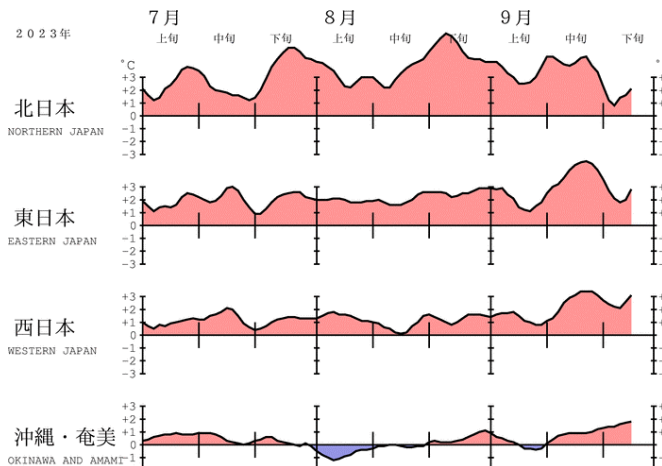 7月 8月 9月
2023年
上旬 中旬 下旬 上旬 中旬 下旬 上旬 中旬 下旬
°C
+3
+2
+1
0
-1
-2
-3
北日本
NORTHERN JAPAN
+3
+2
+1
0
-1
-2
-3
東日本
EASTERN JAPAN
+3
+2
+1
0
-1
-2
-3
西日本
WESTERN JAPAN
+3
+2
+1
0
-1
沖縄・奄美
OKINAWA AND AMAMI